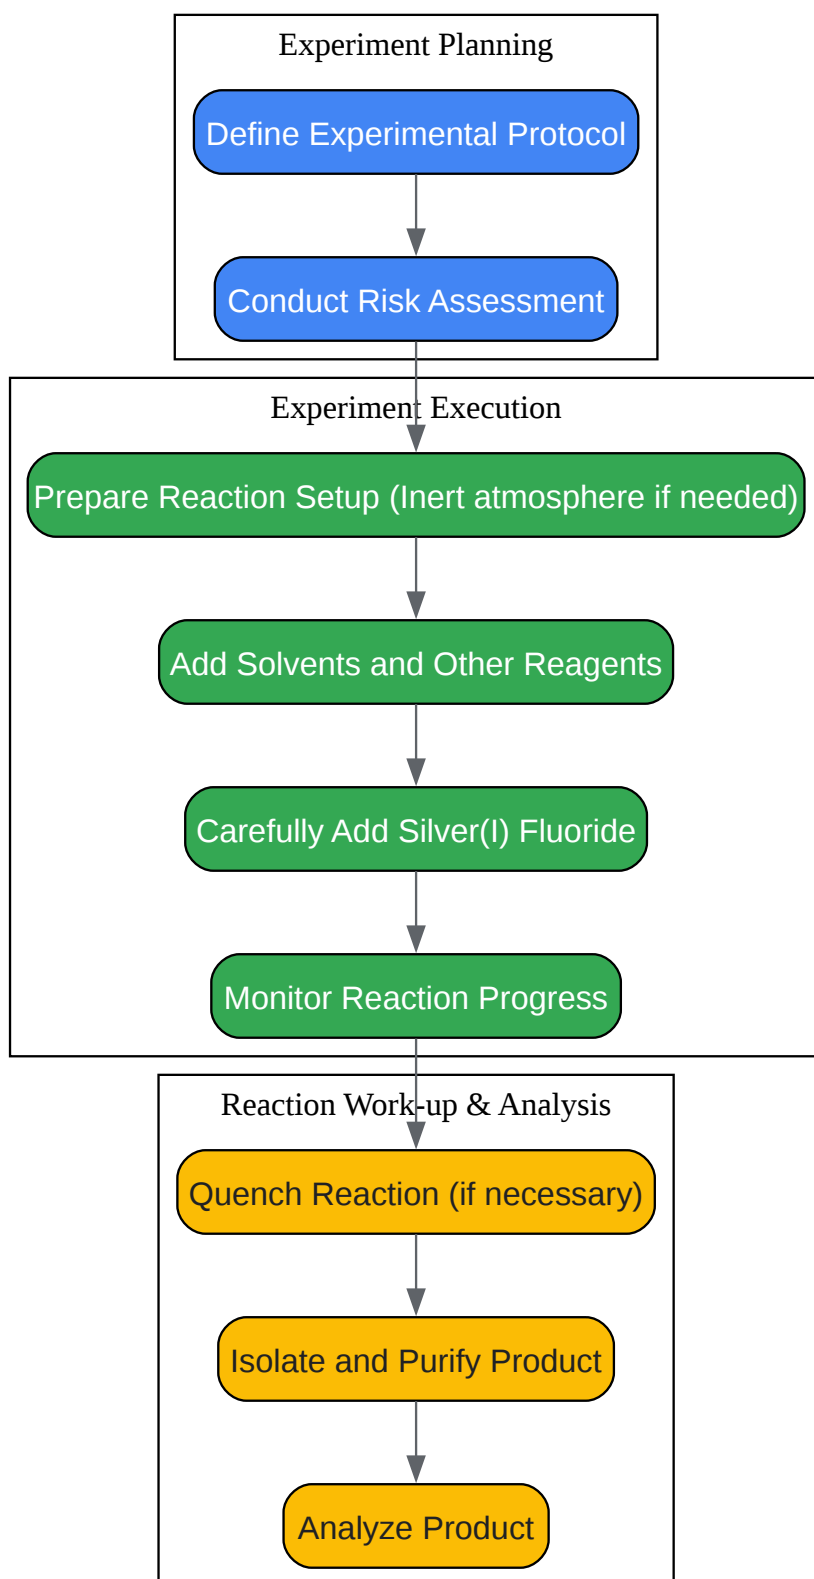 Experiment Planning
Define Experimental Protocol
Conduct Risk Assessment
Experiment Execution
Prepare Reaction Setup (Inert atmosphere if needed)
Add Solvents and Other Reagents
Carefully Add Silver(I) Fluoride
Monitor Reaction Progress
Reaction Work-up & Analysis
Quench Reaction (if necessary)
Isolate and Purify Product
Analyze Product